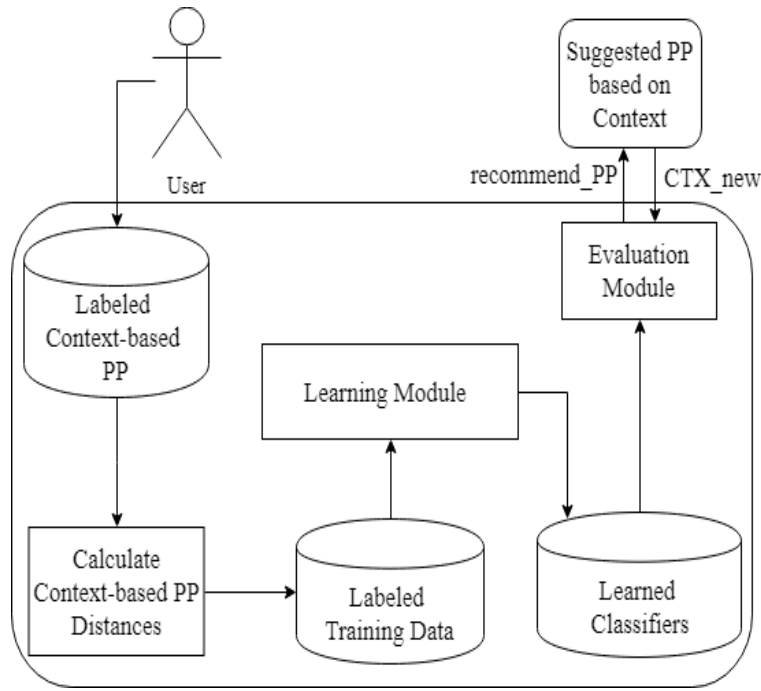 User
Suggested PP
based on
Context
recommend_PP
CTX_new
Labeled
Context-based
PP
Evaluation
Module
Learning Module
Calculate
Context-based PP
Distances
Labeled
Training Data
Learned
Classifiers